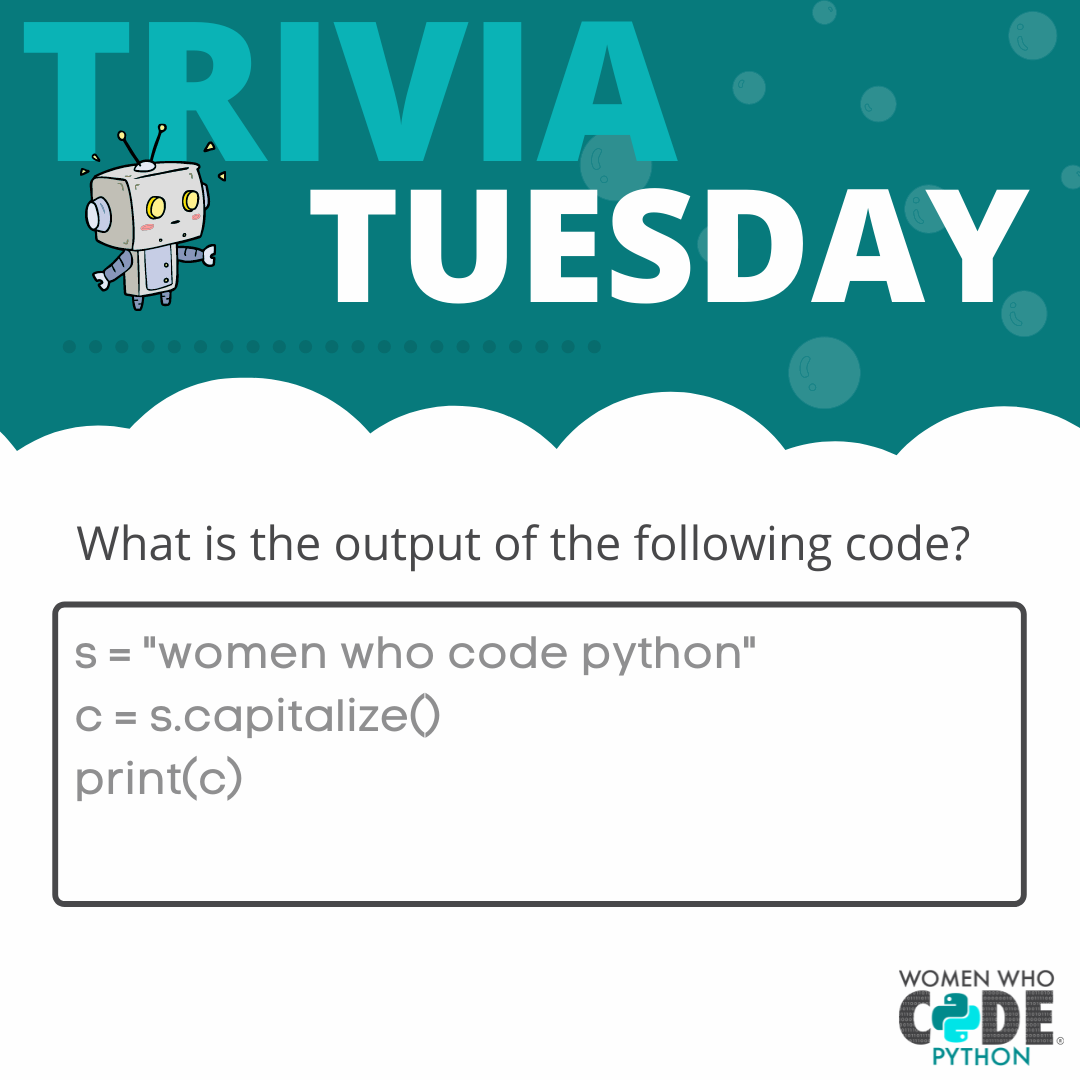 TRIVIA
TUESDAY
What is the output of the following code?
s = "women who code python"
c = s.capitalize()
print(c)
WOMEN WHO
CODE®
PYTHON